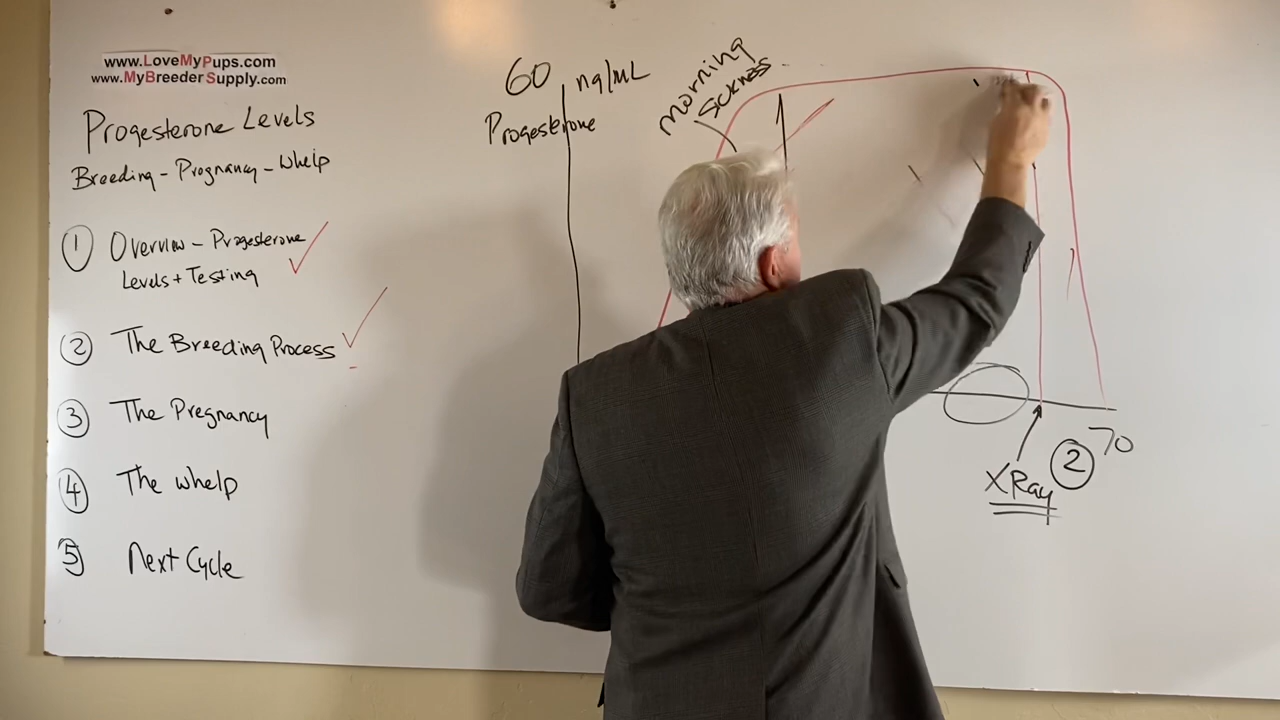 www.LoveMyPups.com
www.MyBreederSupply.com
Progesterone Levels
Breeding - Prognancy - Whelp
1 Overview - Progesterone
Levels + Testing
2 The Breeding Process
3 The Pregnancy
4 The whelp
5 Next Cycle
60 ng/mL
Progesterone
morning
Sickness
70
2
XRay